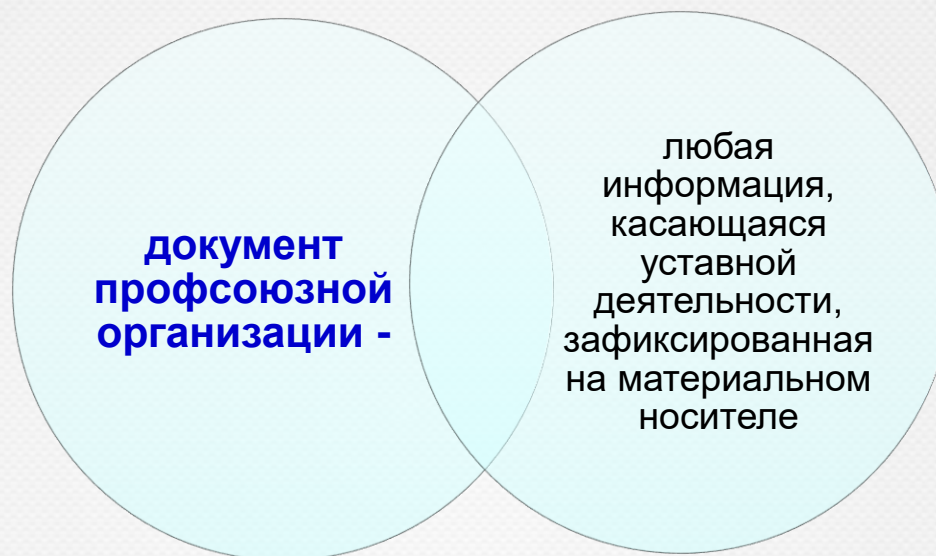 документ
профсоюзной
организации -
любая
информация,
касающаяся
уставной
деятельности,
зафиксированная
на материальном
носителе